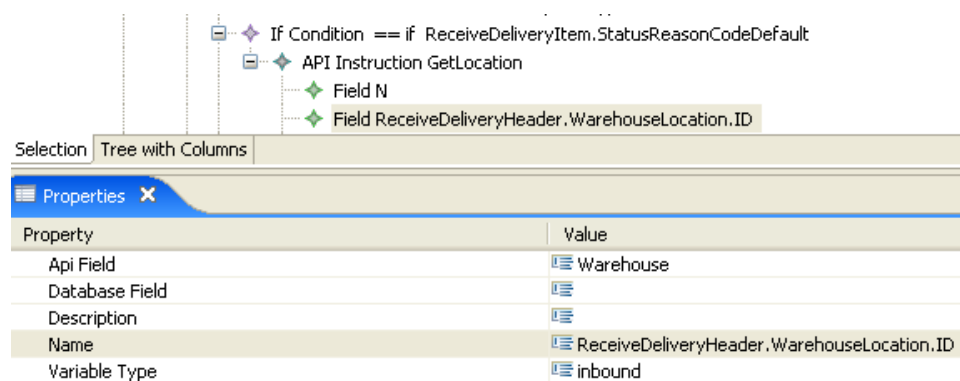 If Condition == if ReceiveDeliveryItem.StatusReasonCodeDefault
API Instruction GetLocation
Field N
Field ReceiveDeliveryHeader.WarehouseLocation.ID
Selection Tree with Columns
Properties
Property Value
Api Field Warehouse
Database Field
Description
Name ReceiveDeliveryHeader.WarehouseLocation.ID
Variable Type inbound